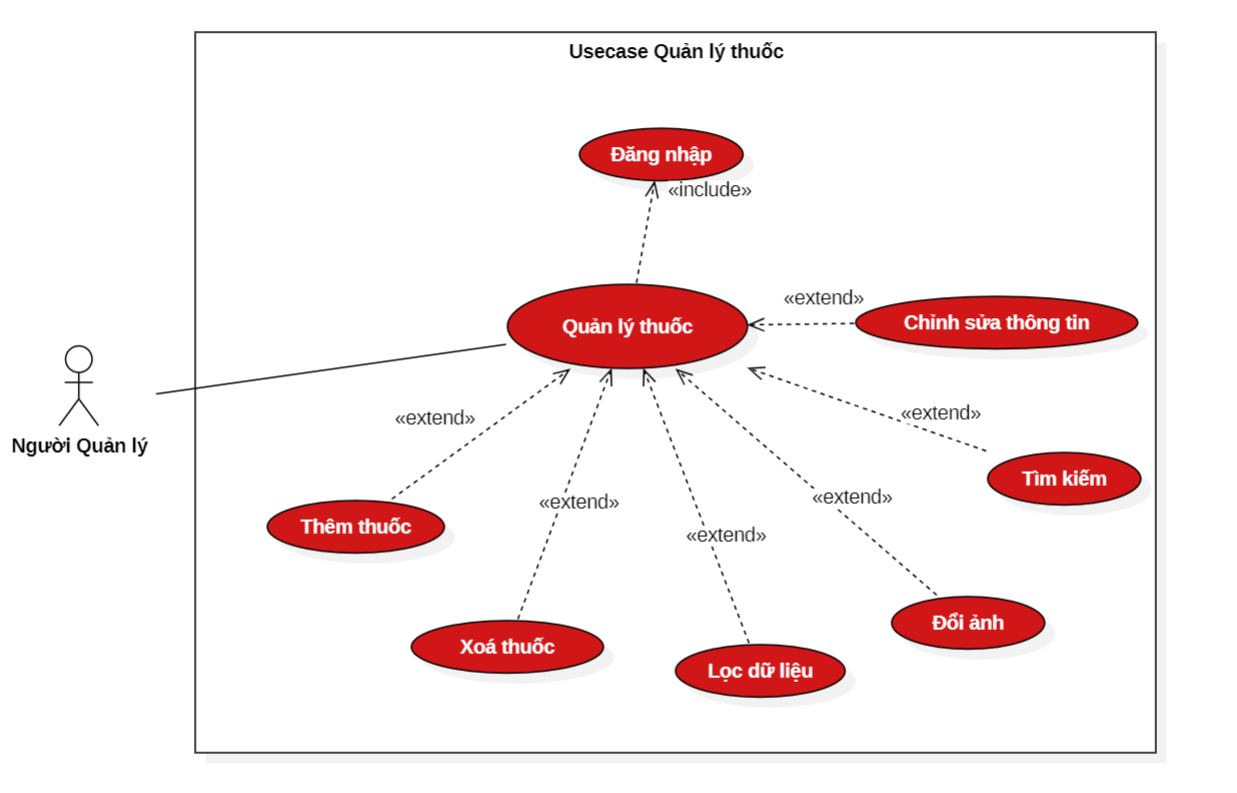 Usecase Quản lý thuốc
Đăng nhập
«include»
«extend»
Quản lý thuốc
Chỉnh sửa thông tin
«extend»
«extend»
Người Quản lý
Tìm kiếm
«extend»
«extend»
Thêm thuốc
«extend»
Đổi ảnh
Xoá thuốc
Lọc dữ liệu